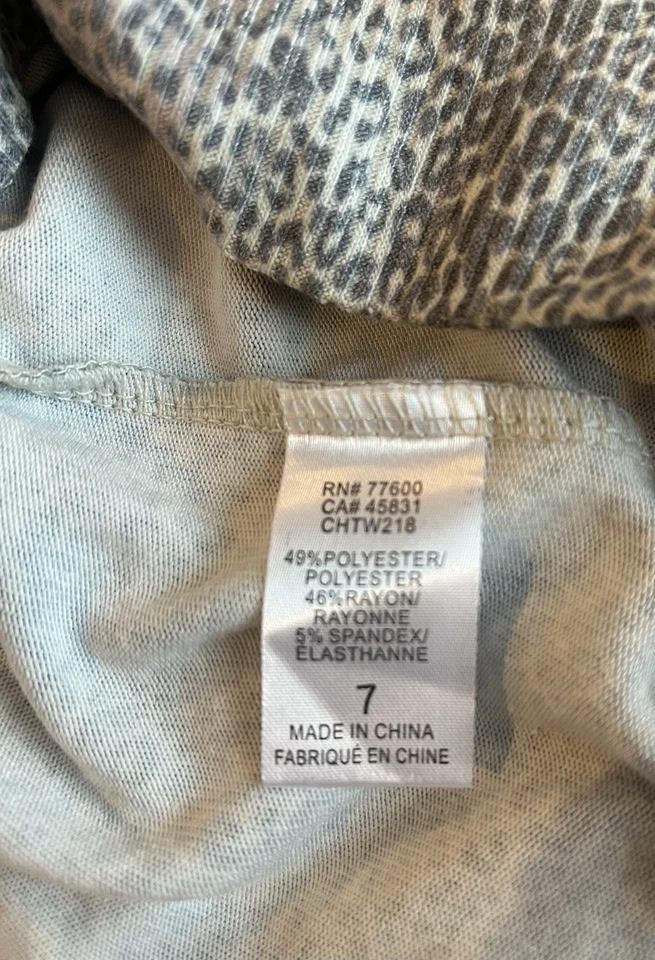 RN# 77600
CA# 45831
CHTW218
49%POLYESTER/
POLYESTER
46%RAYON/
RAYONNE
5% SPANDEX/
ÉLASTHANNE
7
MADE IN CHINA
FABRIQUÉ EN CHINE